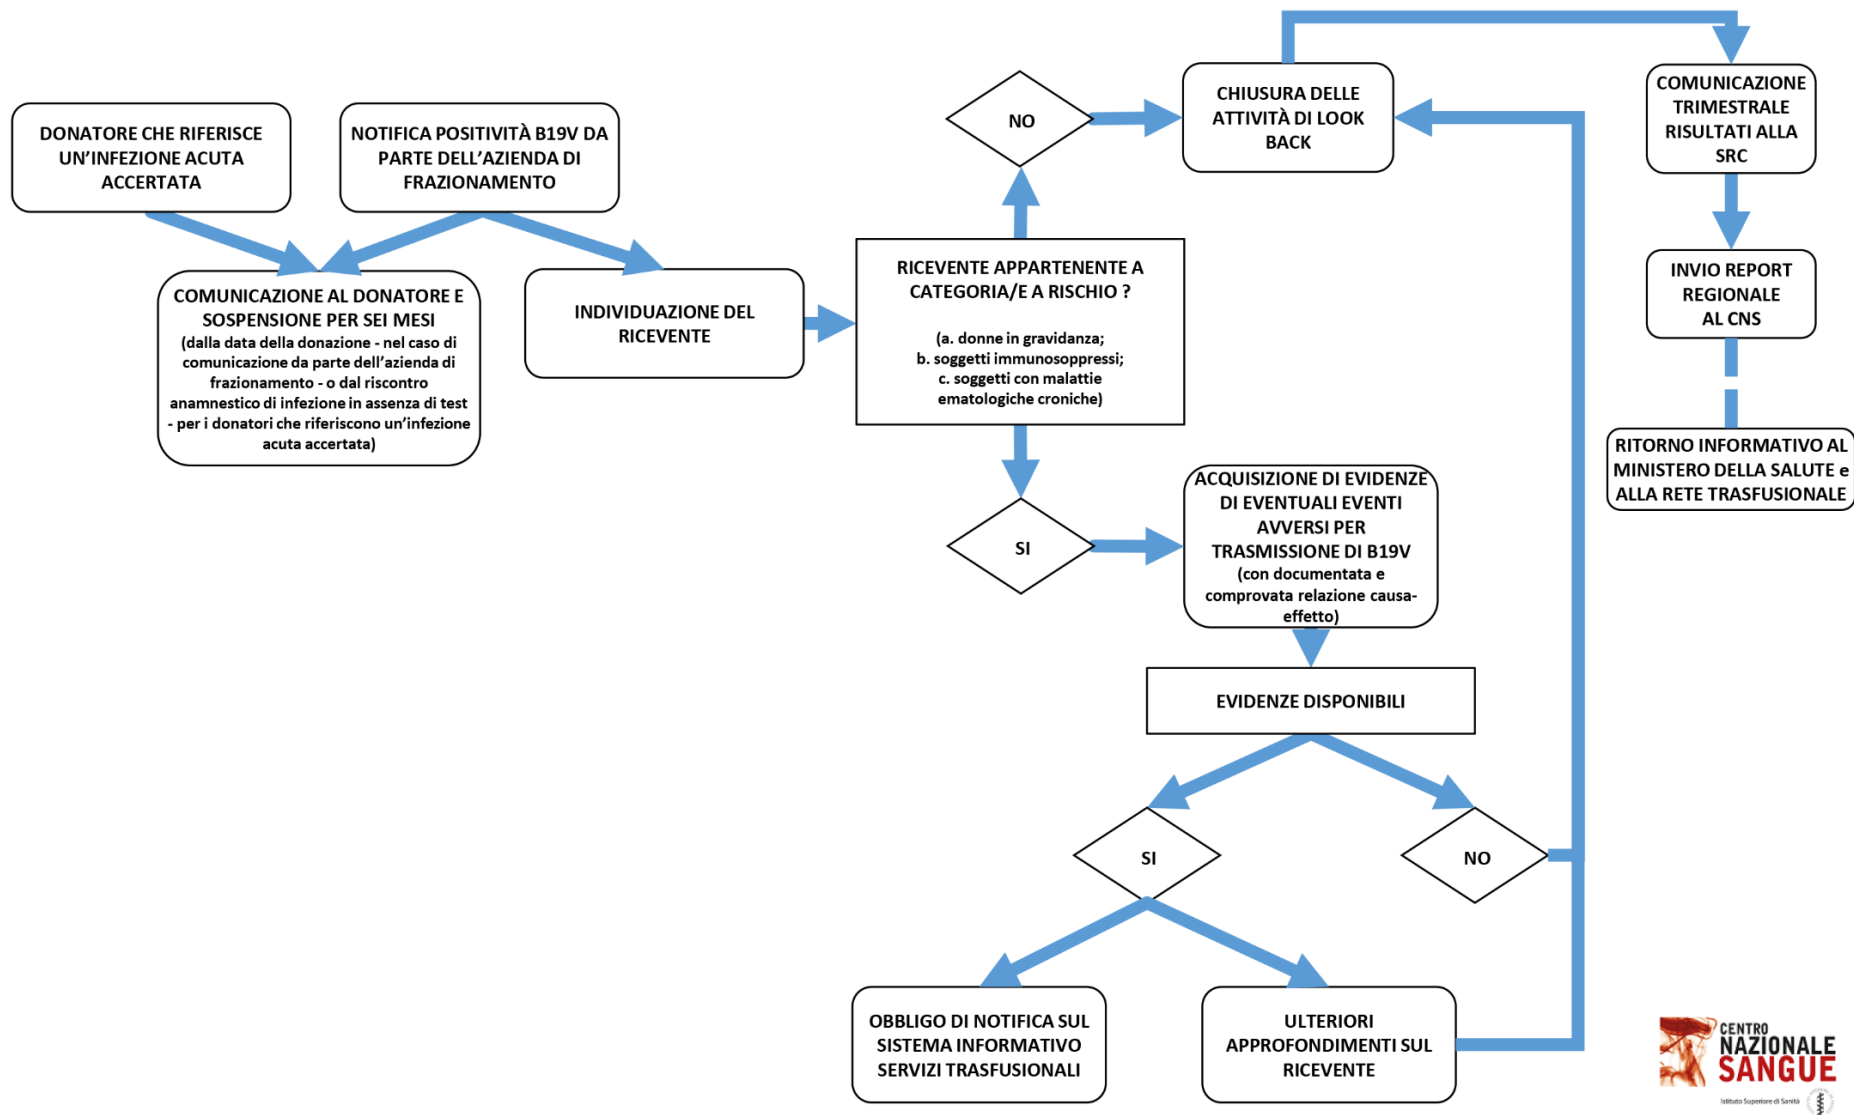 DONATORE CHE RIFERISCE
UN'INFEZIONE ACUTA
ACCERTATA
NOTIFICA POSITIVITÀ B19V DA
PARTE DELL'AZIENDA DI
FRAZIONAMENTO
COMUNICAZIONE AL DONATORE E
SOSPENSIONE PER SEI MESI
(dalla data della donazione - nel caso di
comunicazione da parte dell'azienda di
frazionamento - o dal riscontro
anamnestico di infezione in assenza di test
- per i donatori che riferiscono un'infezione
acuta accertata)
INDIVIDUAZIONE DEL
RICEVENTE
RICEVENTE APPARTENENTE A
CATEGORIA/E A RISCHIO ?
(a. donne in gravidanza;
b. soggetti immunosoppressi;
c. soggetti con malattie
ematologiche croniche)
NO
CHIUSURA DELLE
ATTIVITÀ DI LOOK
BACK
COMUNICAZIONE
TRIMESTRALE
RISULTATI ALLA
SRC
INVIO REPORT
REGIONALE
AL CNS
RITORNO INFORMATIVO AL
MINISTERO DELLA SALUTE e
ALLA RETE TRASFUSIONALE
SI
ACQUISIZIONE DI EVIDENZE
DI EVENTUALI EVENTI
AVVERSI PER
TRASMISSIONE DI B19V
(con documentata e
comprovata relazione causa-
effetto)
EVIDENZE DISPONIBILI
SI
NO
OBBLIGO DI NOTIFICA SUL
SISTEMA INFORMATIVO
SERVIZI TRASFUSIONALI
ULTERIORI
APPROFONDIMENTI SUL
RICEVENTE
CENTRO
NAZIONALE
SANGUE
Istituto Superiore di Sanità